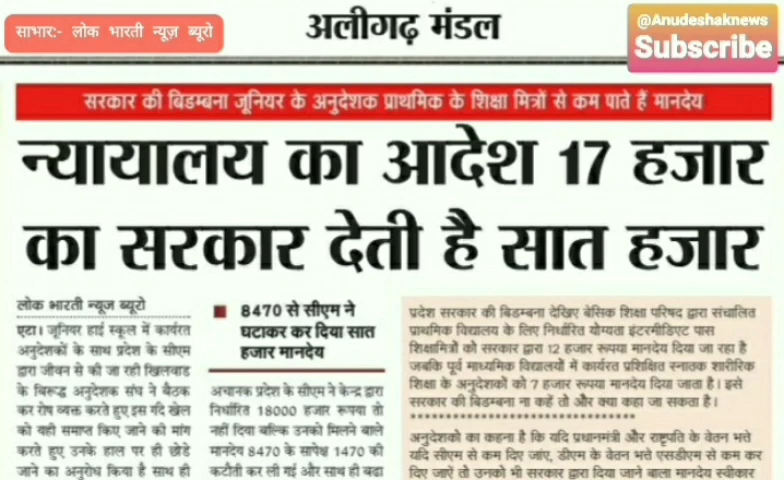 साभार:- लोक भारती न्यूज़ ब्यूरो
अलीगढ़ मंडल
@Anudeshaknews
Subscribe
सरकार की बिडम्बना जूनियर के अनुदेशक प्राथमिक के शिक्षा मित्रों से कम पाते हैं मानदेय
न्यायालय का आदेश 17 हजार
का सरकार देती है सात हजार
लोक भारती न्यूज ब्यूरो
एटा। जूनियर हाई स्कूल में कार्यरत
अनुदेशकों के साथ प्रदेश के सीएम
द्वारा जीवन से की जा रही खिलवाड
के बिरूद्ध अनुदेशक संघ ने बैठक
कर रोष व्यक्त करते हुए इस यदि खेल
को यही समाप्त किए जाने की मांग
करते हुए उनके हाल पर ही छोडे
जाने का अनुरोध किया है साथ ही
8470 से सीएम ने
घटाकर कर दिया सात
हजार मानदेय
अचानक प्रदेश के सीएम ने केन्द्र द्वारा
निर्धारित 18000 हजार रूपया तो
नहीं दिया बल्कि उनको मिलने बाले
मानदेय 8470 के सापेक्ष 1470 की
कटौती कर ली गई और साथ ही बढा
प्रदेश सरकार की बिडम्बना देखिए बेसिक शिक्षा परिषद द्वारा संचालित
प्राथमिक विद्यालय के लिए निर्धारित योग्यता इंटरमीडिएट पास
शिक्षामित्रों को सरकार द्वारा 12 हजार रूपया मानदेय दिया जा रहा है
जबकि पूर्व माध्यमिक विद्यालयों में कार्यरत प्रशिक्षित स्नातक शारीरिक
शिक्षा के अनुदेशकों को 7 हजार रूपया मानदेय दिया जाता है। इसे
सरकार की बिडम्बना ना कहें तो और क्या कहा जा सकता है।
********************************
अनुदेशको का कहना है कि यदि प्रधानमंत्री और राष्ट्रपति के वेतन भत्ते
यदि सीएम से कम दिए जांए, डीएम के वेतन भत्ते एसडीएम से कम कर
दिए जाऐं तो उनको भी सरकार द्वारा दिया जाने बाला मानदेय स्वीकार